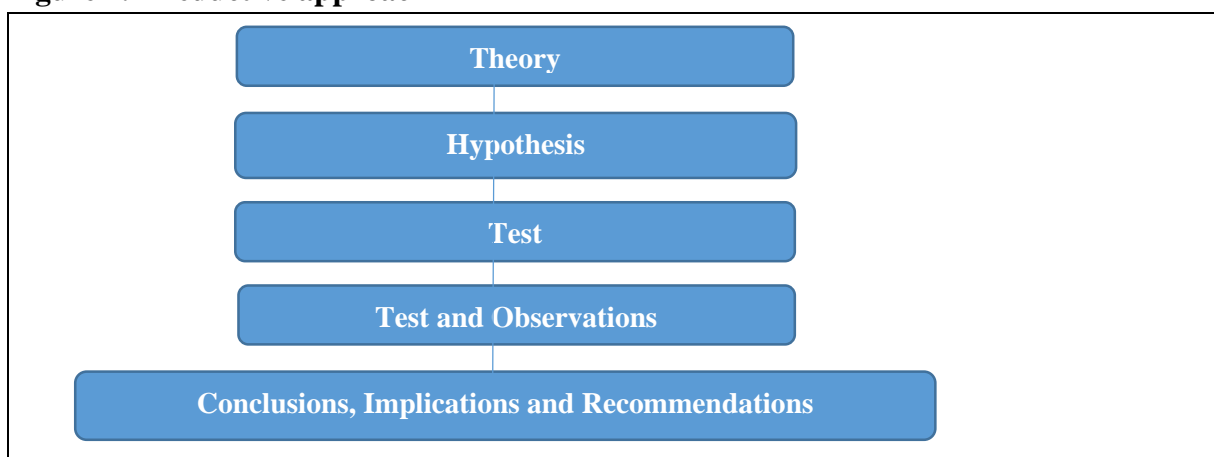 Theory
Hypothesis
Test
Test and Observations
Conclusions, Implications and Recommendations